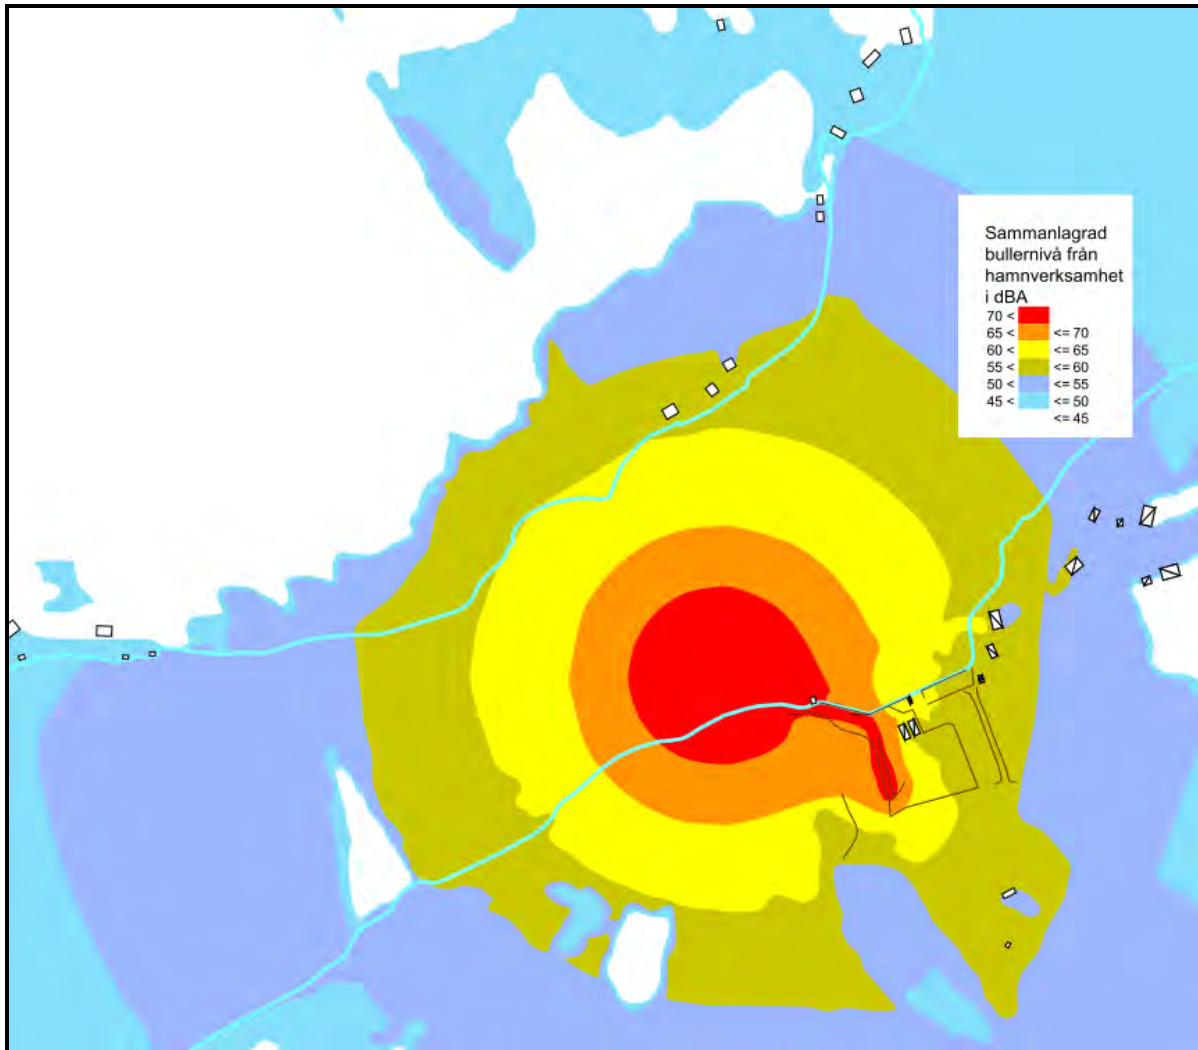 Sammanlagrad
bullernivå från
hamnverksamhet
i dBA
70 <
65 < <= 70
60 < <= 65
55 < <= 60
50 < <= 55
45 < <= 50
<= 45